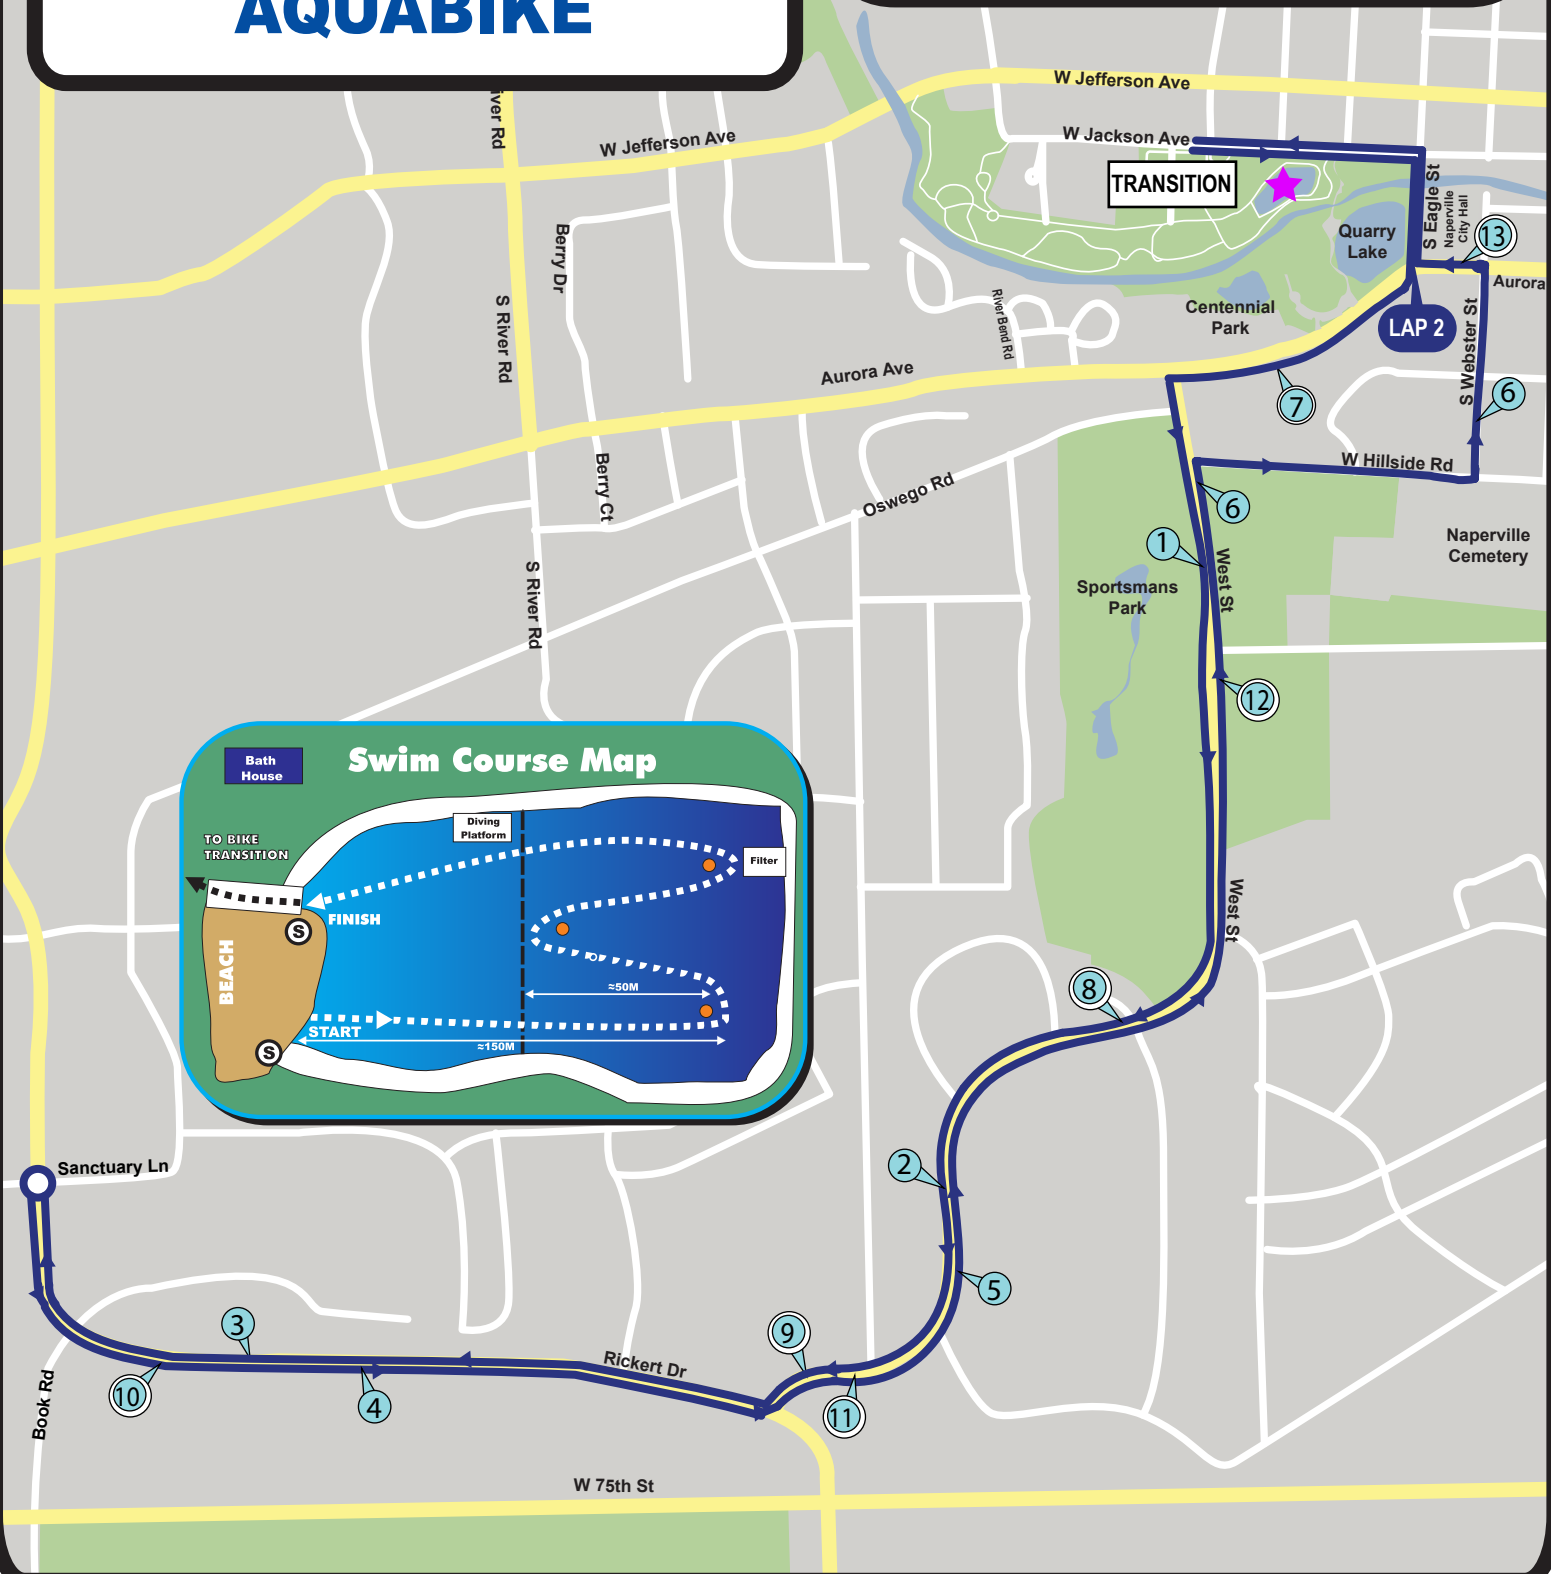 AQUABIKE
W Jefferson Ave
iver Rd
W Jefferson Ave
W Jackson Ave
TRANSITION
S Eagle St
Naperville
City Hall
13
Quarry
Lake
Aurora
Berry Dr
S River Rd
River Bend Rd
Centennial
Park
LAP 2
S Webster St
Aurora Ave
7
6
W Hillside Rd
Berry Ct
Oswego Rd
6
1
West St
Naperville
Cemetery
S River Rd
Sportsmans
Park
12
Swim Course Map
Bath
House
Diving
Platform
TO BIKE
TRANSITION
Filter
FINISH
S
BEACH
≈50M
START
≈150M
S
West St
8
2
Sanctuary Ln
5
3
9
Rickert Dr
10
4
11
Book Rd
W 75th St